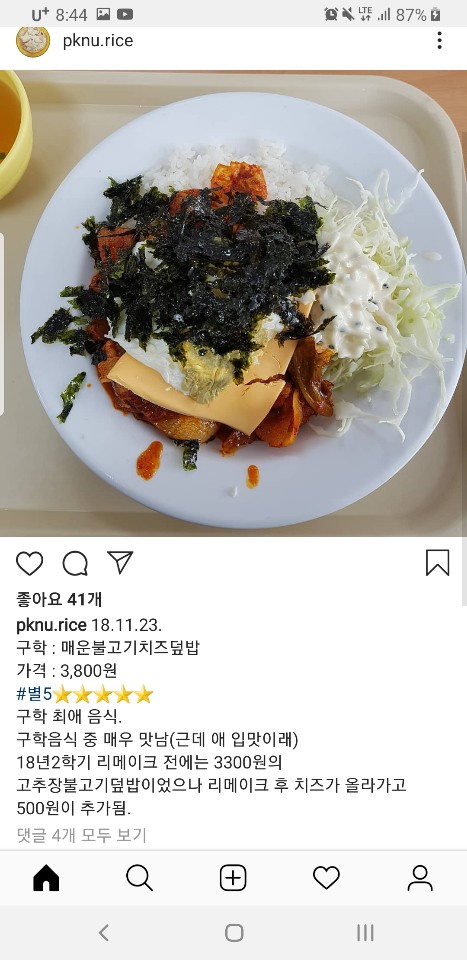 U+ 8:44 LTE 87%
pknu.rice
좋아요 41개
pknu.rice 18.11.23.
구학 : 매운불고기치즈덮밥
가격 : 3,800원
#별5⭐⭐⭐⭐⭐
구학 최애 음식.
구학음식 중 매우 맛남(근데 애 입맛이래)
18년2학기 리메이크 전에는 3300원의
고추장불고기덮밥이었으나 리메이크 후 치즈가 올라가고
500원이 추가됨.
댓글 4개 모두 보기